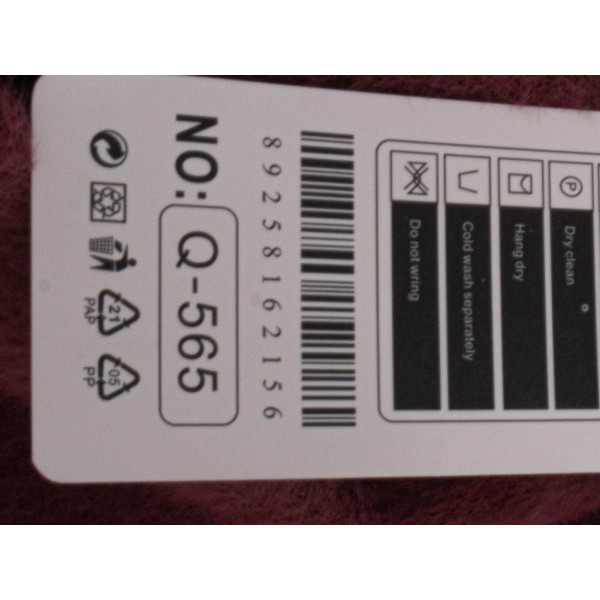 P
Dry clean
Hang dry
Cold wash separately
Do not wring
8 9 2 5 8 1 6 2 1 5 6
NO: Q-565
21
PAP
05
PP